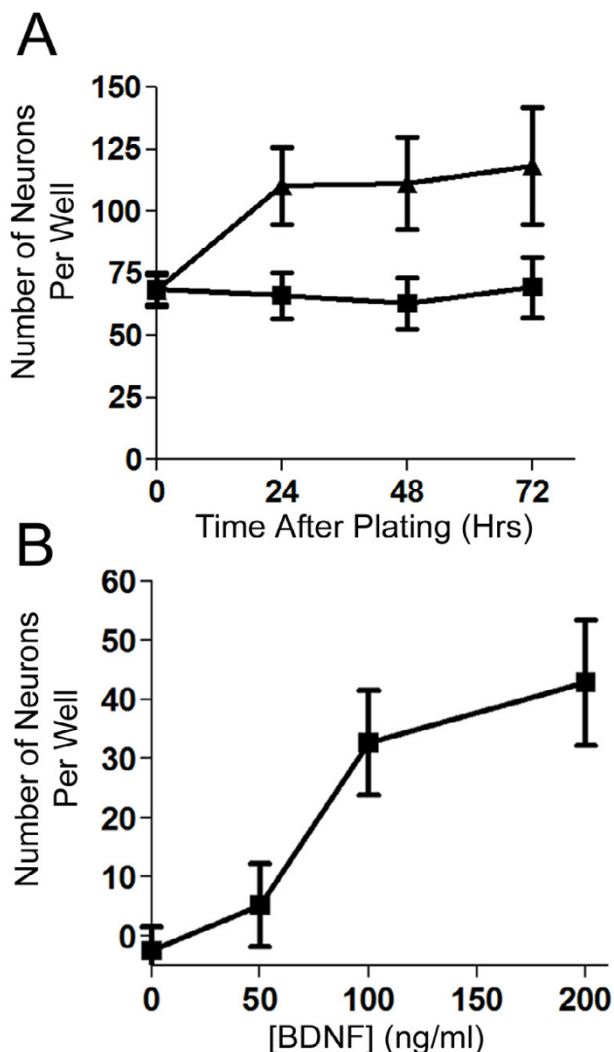 A
Number of Neurons
Per Well
150
125
100
75
50
25
0
0 24 48 72
Time After Plating (Hrs)
B
Number of Neurons
Per Well
60
50
40
30
20
10
0
0 50 100 150 200
[BDNF] (ng/ml)